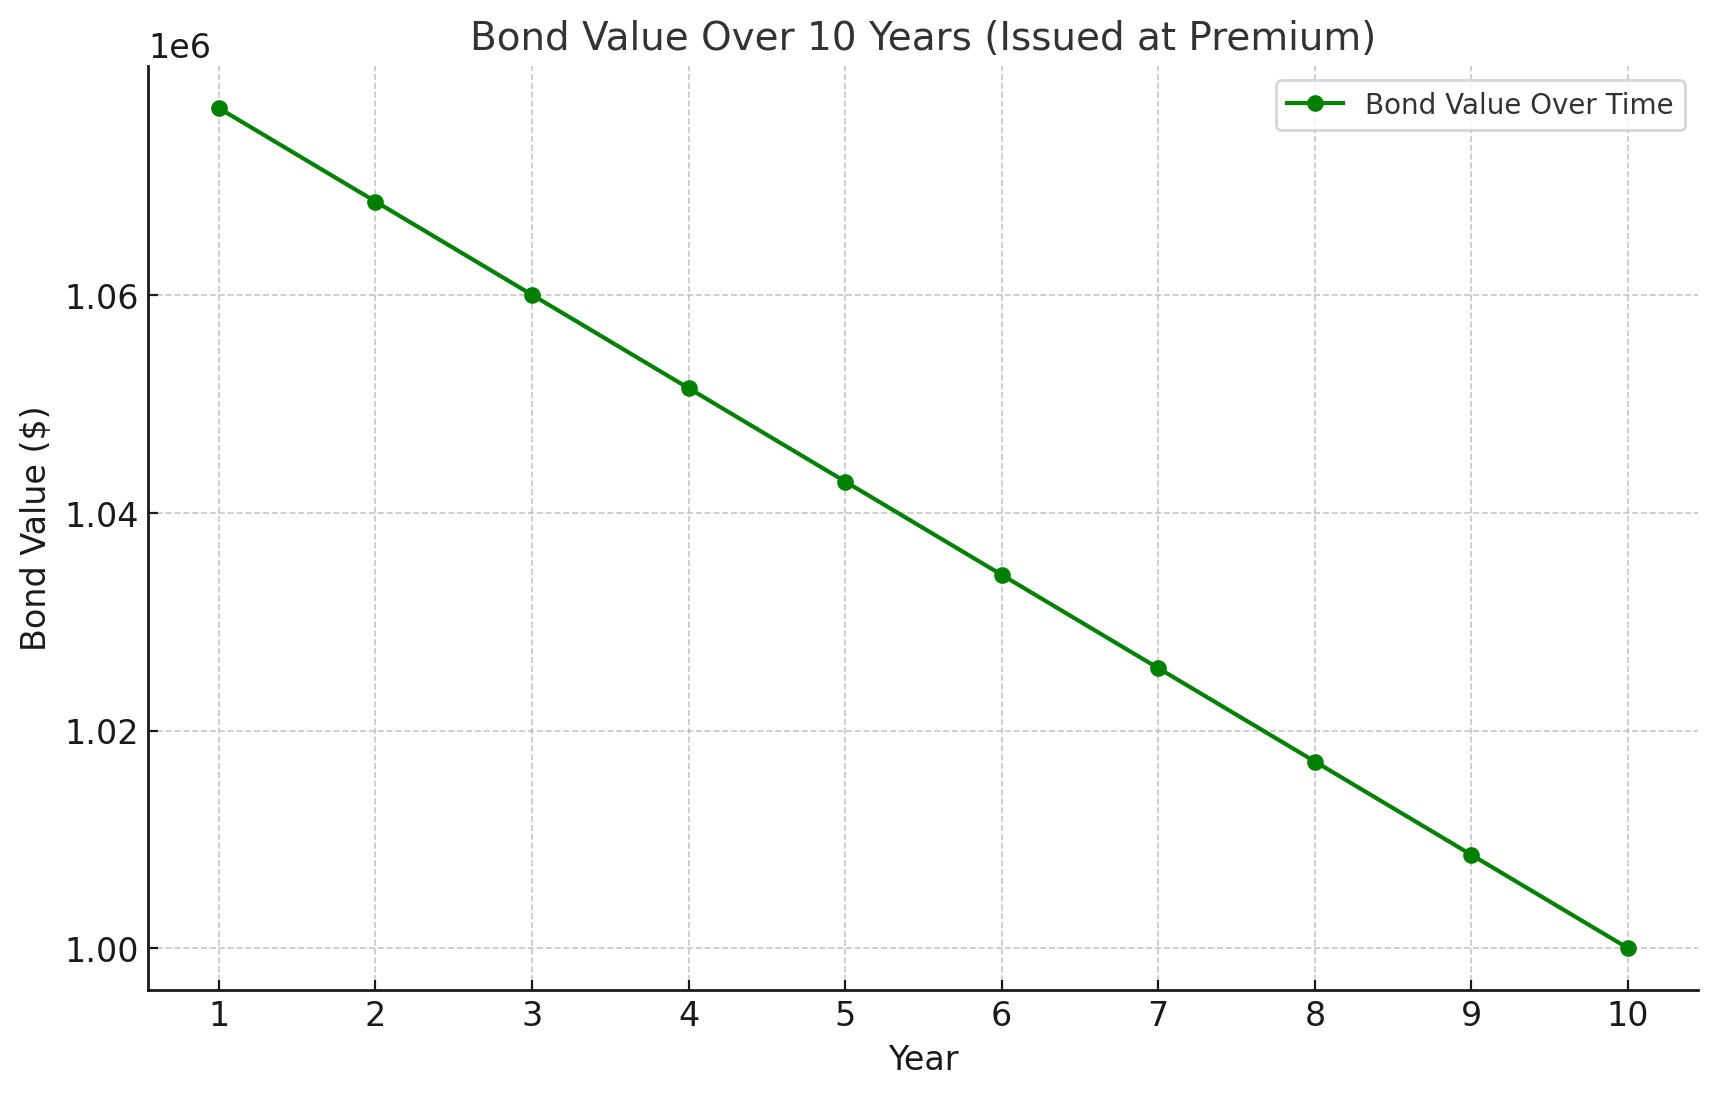 Bond Value Over 10 Years (Issued at Premium)
1e6
Bond Value Over Time
1.06
1.04
1.02
1.00
Bond Value ($)
1 2 3 4 5 6 7 8 9 10
Year